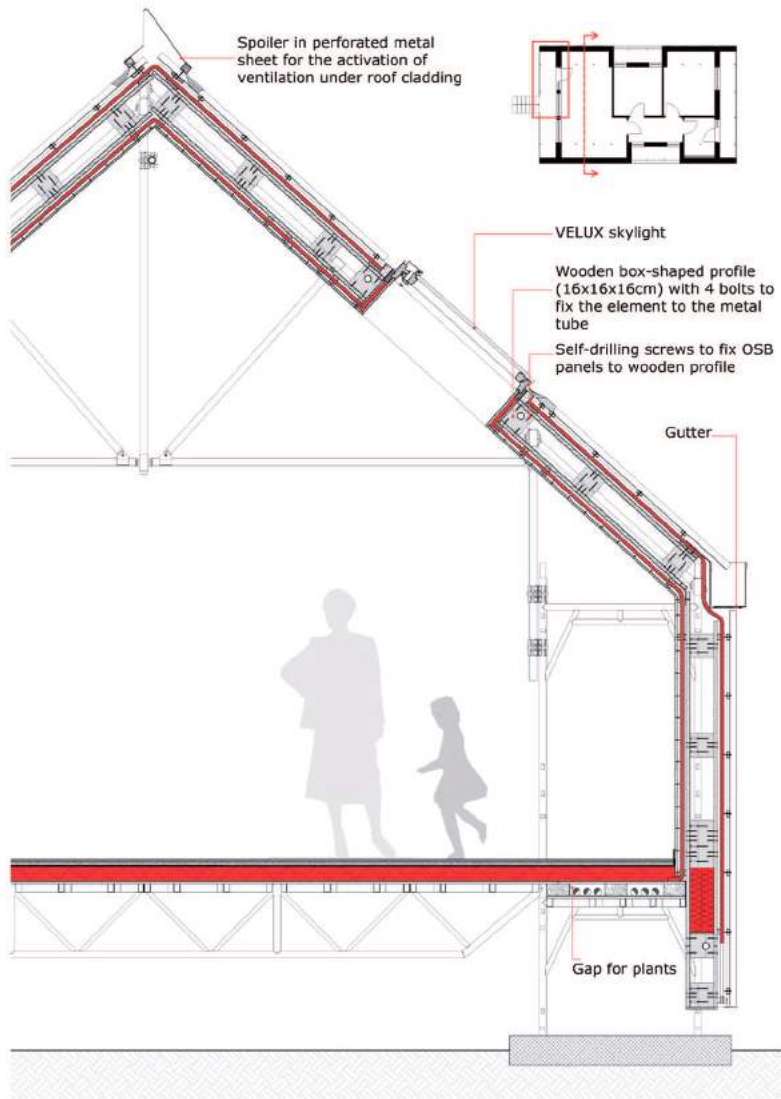 Spoiler in perforated metal
sheet for the activation of
ventilation under roof cladding
VELUX skylight
Wooden box-shaped profile
(16x16x16cm) with 4 bolts to
fix the element to the metal
tube
Self-drilling screws to fix OSB
panels to wooden profile
Gutter
Gap for plants